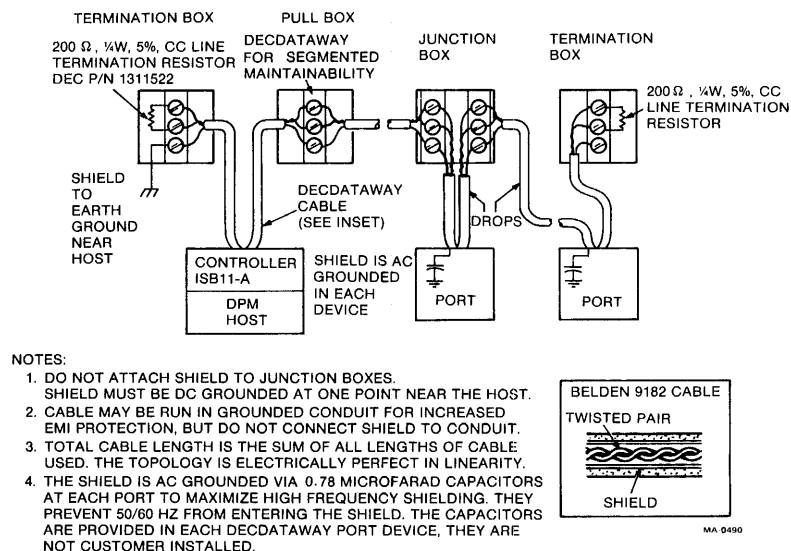 TERMINATION BOX
200 Ω, ¼W, 5%, CC LINE
TERMINATION RESISTOR
DEC P/N 1311522
PULL BOX
DECDATAWAY
FOR SEGMENTED
MAINTAINABILITY
JUNCTION
BOX
TERMINATION
BOX
200 Ω, ¼W, 5%, CC
LINE TERMINATION
RESISTOR
SHIELD
TO
EARTH
GROUND
NEAR
HOST
DECDATAWAY
CABLE
(SEE INSET)
DROPS
CONTROLLER
ISB11-A
DPM
HOST
SHIELD IS AC
GROUNDED
IN EACH
DEVICE
PORT
PORT
NOTES:
1. DO NOT ATTACH SHIELD TO JUNCTION BOXES.
SHIELD MUST BE DC GROUNDED AT ONE POINT NEAR THE HOST.
2. CABLE MAY BE RUN IN GROUNDED CONDUIT FOR INCREASED
EMI PROTECTION, BUT DO NOT CONNECT SHIELD TO CONDUIT.
3. TOTAL CABLE LENGTH IS THE SUM OF ALL LENGTHS OF CABLE
USED. THE TOPOLOGY IS ELECTRICALLY PERFECT IN LINEARITY.
4. THE SHIELD IS AC GROUNDED VIA 0.78 MICROFARAD CAPACITORS
AT EACH PORT TO MAXIMIZE HIGH FREQUENCY SHIELDING. THEY
PREVENT 50/60 HZ FROM ENTERING THE SHIELD. THE CAPACITORS
ARE PROVIDED IN EACH DECDATAWAY PORT DEVICE, THEY ARE
NOT CUSTOMER INSTALLED.
BELDEN 9182 CABLE
TWISTED PAIR
SHIELD
MA-0490